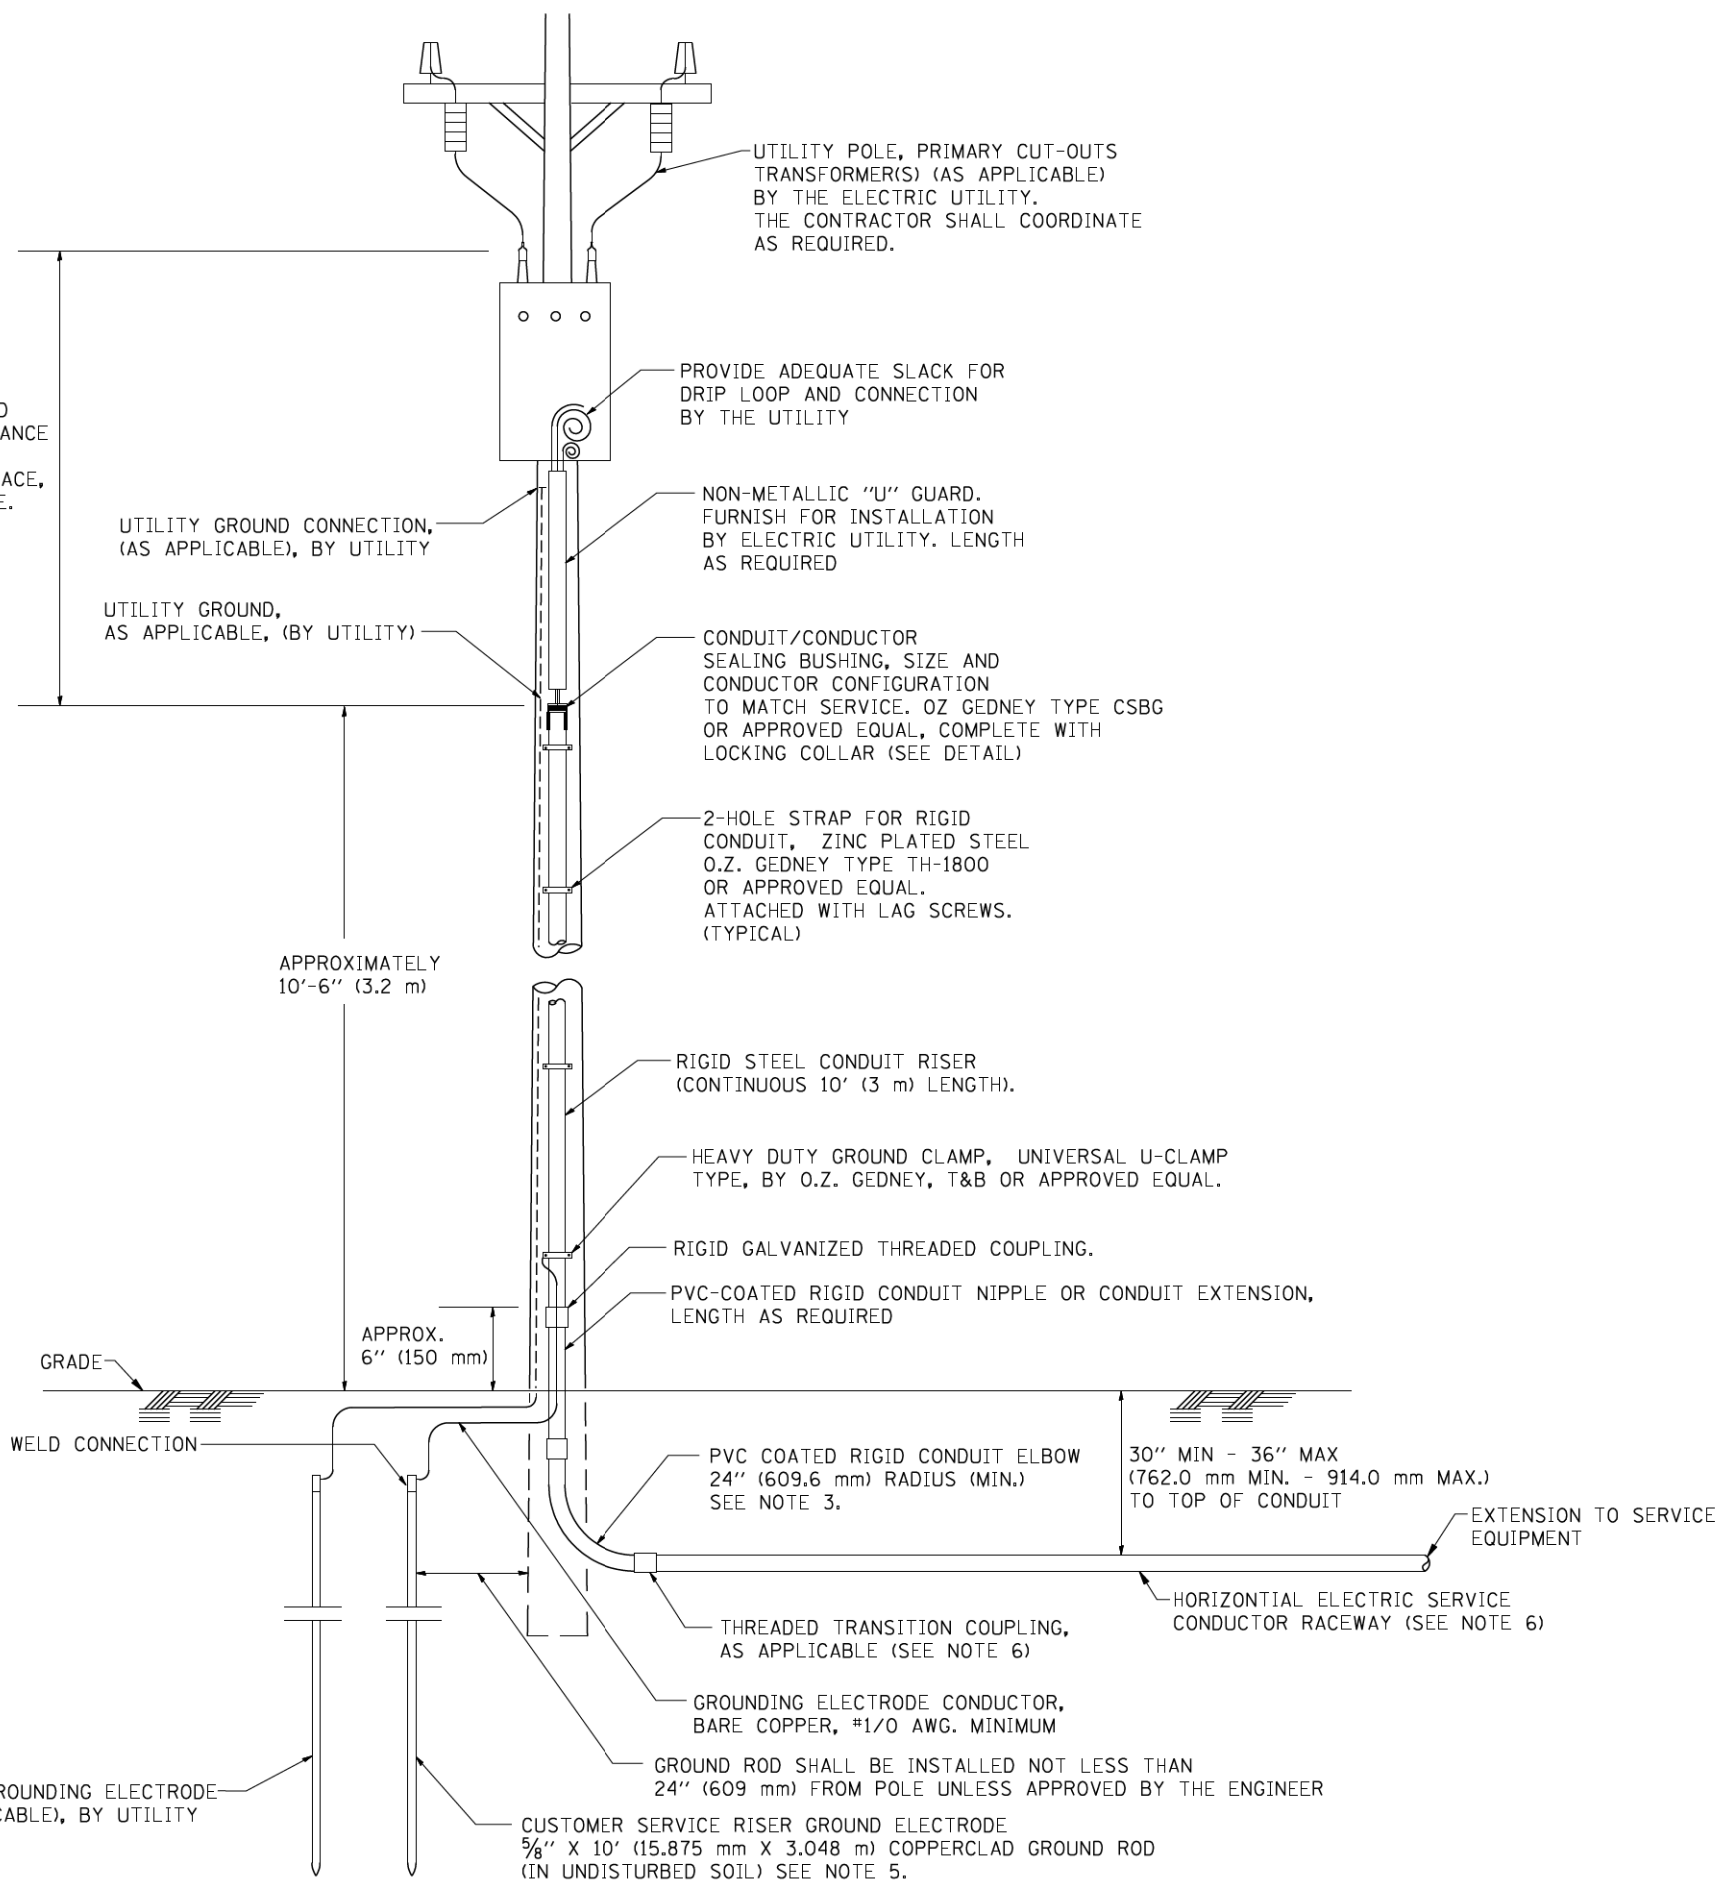 UTILITY POLE, PRIMARY CUT-OUTS
TRANSFORMER(S) (AS APPLICABLE)
BY THE ELECTRIC UTILITY.
THE CONTRACTOR SHALL COORDINATE
AS REQUIRED.
PROVIDE ADEQUATE SLACK FOR
DRIP LOOP AND CONNECTION
BY THE UTILITY
ANCE
ACE,
E.
NON-METALLIC "U" GUARD.
FURNISH FOR INSTALLATION
BY ELECTRIC UTILITY. LENGTH
AS REQUIRED
UTILITY GROUND CONNECTION,
(AS APPLICABLE), BY UTILITY
UTILITY GROUND,
AS APPLICABLE, (BY UTILITY)
CONDUIT/CONDUCTOR
SEALING BUSHING, SIZE AND
CONDUCTOR CONFIGURATION
TO MATCH SERVICE. OZ GEDNEY TYPE CSBG
OR APPROVED EQUAL, COMPLETE WITH
LOCKING COLLAR (SEE DETAIL)
2-HOLE STRAP FOR RIGID
CONDUIT, ZINC PLATED STEEL
O.Z. GEDNEY TYPE TH-1800
OR APPROVED EQUAL.
ATTACHED WITH LAG SCREWS.
(TYPICAL)
APPROXIMATELY
10'-6" (3.2 m)
RIGID STEEL CONDUIT RISER
(CONTINUOUS 10' (3 m) LENGTH).
HEAVY DUTY GROUND CLAMP, UNIVERSAL U-CLAMP
TYPE, BY O.Z. GEDNEY, T&B OR APPROVED EQUAL.
RIGID GALVANIZED THREADED COUPLING.
PVC-COATED RIGID CONDUIT NIPPLE OR CONDUIT EXTENSION,
LENGTH AS REQUIRED
APPROX.
6" (150 mm)
GRADE
WELD CONNECTION
PVC COATED RIGID CONDUIT ELBOW
24" (609.6 mm) RADIUS (MIN.)
SEE NOTE 3.
30" MIN - 36" MAX
(762.0 mm MIN. - 914.0 mm MAX.)
TO TOP OF CONDUIT
EXTENSION TO SERVICE
EQUIPMENT
HORIZONTIAL ELECTRIC SERVICE
CONDUCTOR RACEWAY (SEE NOTE 6)
THREADED TRANSITION COUPLING,
AS APPLICABLE (SEE NOTE 6)
GROUNDING ELECTRODE CONDUCTOR,
BARE COPPER, #1/0 AWG. MINIMUM
GROUND ROD SHALL BE INSTALLED NOT LESS THAN
24" (609 mm) FROM POLE UNLESS APPROVED BY THE ENGINEER
ROUNDING ELECTRODE
CABLE), BY UTILITY
CUSTOMER SERVICE RISER GROUND ELECTRODE
⅝" X 10' (15.875 mm X 3.048 m) COPPERCLAD GROUND ROD
(IN UNDISTURBED SOIL) SEE NOTE 5.